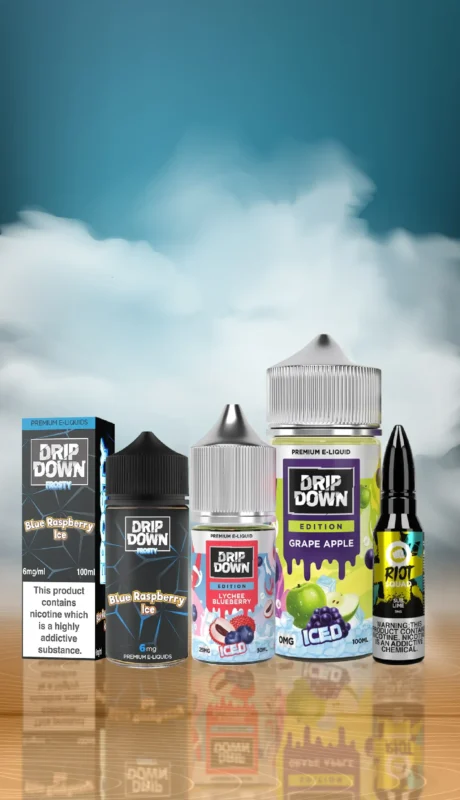 PREMIUM E-LIQUIDS
DRIP
DOWN
FROSTY
Blue Raspberry
Ice
6mg/ml 100ml
This product
contains
nicotine which
is a highly
addictive
substance.
DRIP
DOWN
FROSTY
Blue Raspberry
Ice
6mg
PREMIUM E-LIQUIDS
PREMIUM E-LIQUID
DRIP
DOWN
EDITION
LYCHEE
BLUEBERRY
ICED
30ML
PREMIUM E-LIQUID
DRIP
DOWN
EDITION
GRAPE APPLE
ICED
0MG 100ML
RIOT
SQUAD
LIME
WARNING: THIS
PRODUCT CONTAINS
NICOTINE. NICOTINE
IS AN ADDICTIVE
CHEMICAL.